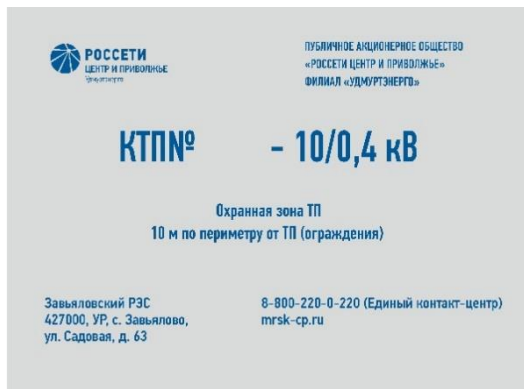 РОССЕТИ
ЦЕНТР И ПРИВОЛЖЬЕ
Удмуртэнерго
ПУБЛИЧНОЕ АКЦИОНЕРНОЕ ОБЩЕСТВО
«РОССЕТИ ЦЕНТР И ПРИВОЛЖЬЕ»
ФИЛИАЛ «УДМУРТЭНЕРГО»
КТП№ - 10/0,4 кВ
Охранная зона ТП
10 м по периметру от ТП (ограждения)
Завьяловский РЭС
427000, УР, с. Завьялово,
ул. Садовая, д. 63
8-800-220-0-220 (Единый контакт-центр)
mrsk-cp.ru